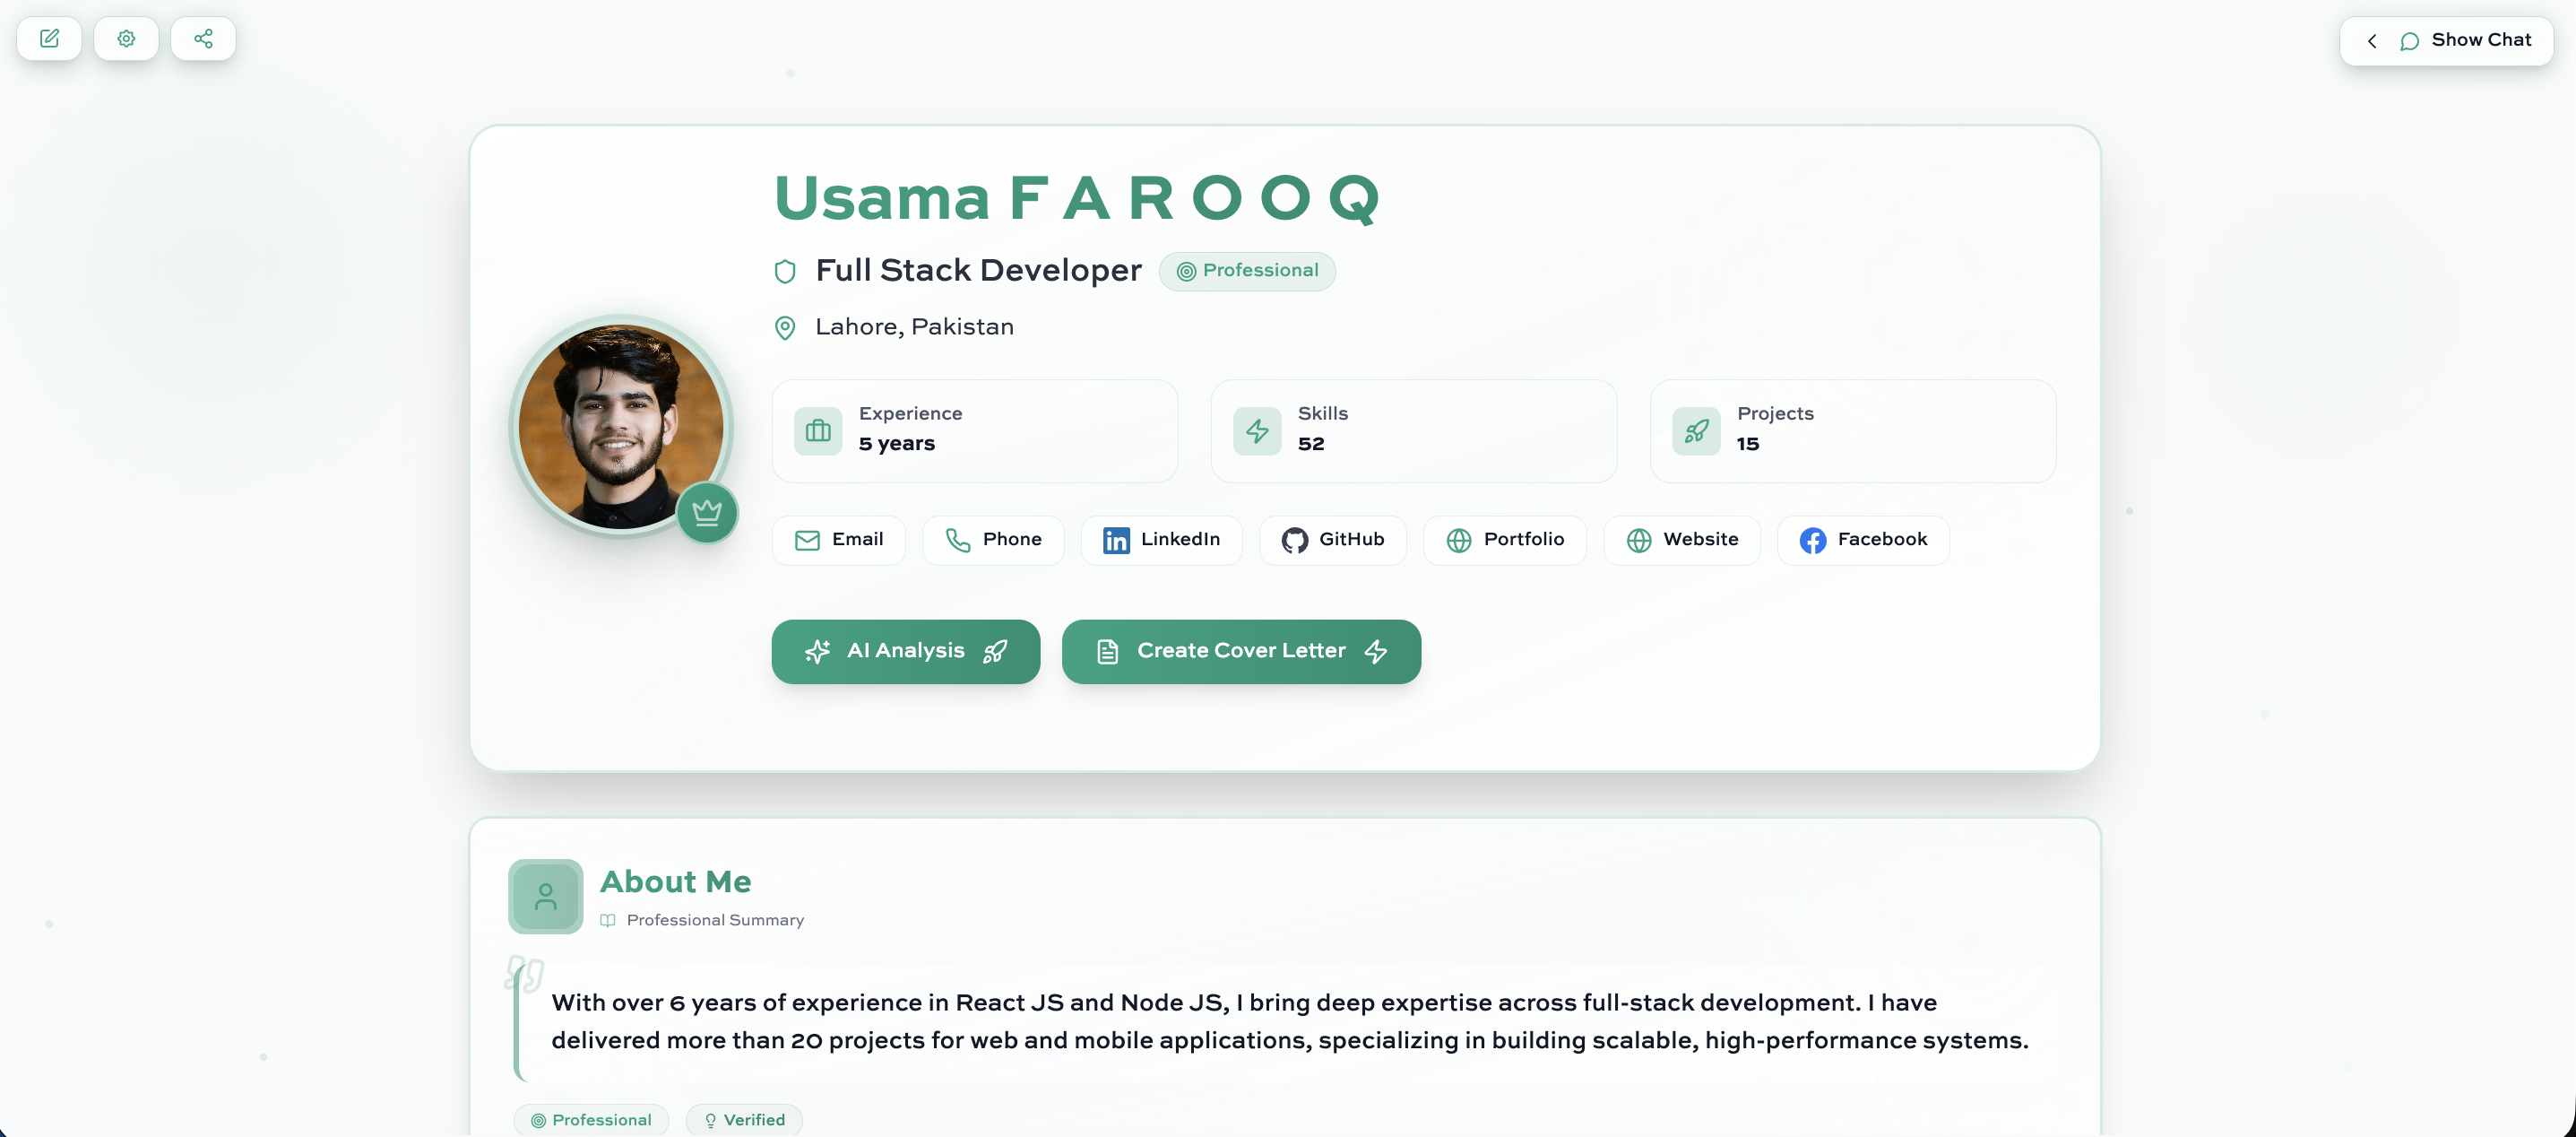 Show Chat
Usama F A R O O Q
Full Stack Developer Professional
Lahore, Pakistan
Experience
5 years
Skills
52
Projects
15
Email Phone LinkedIn GitHub Portfolio Website Facebook
AI Analysis Create Cover Letter
About Me
Professional Summary
With over 6 years of experience in React JS and Node JS, I bring deep expertise across full-stack development. I have
delivered more than 20 projects for web and mobile applications, specializing in building scalable, high-performance systems.
Professional Verified